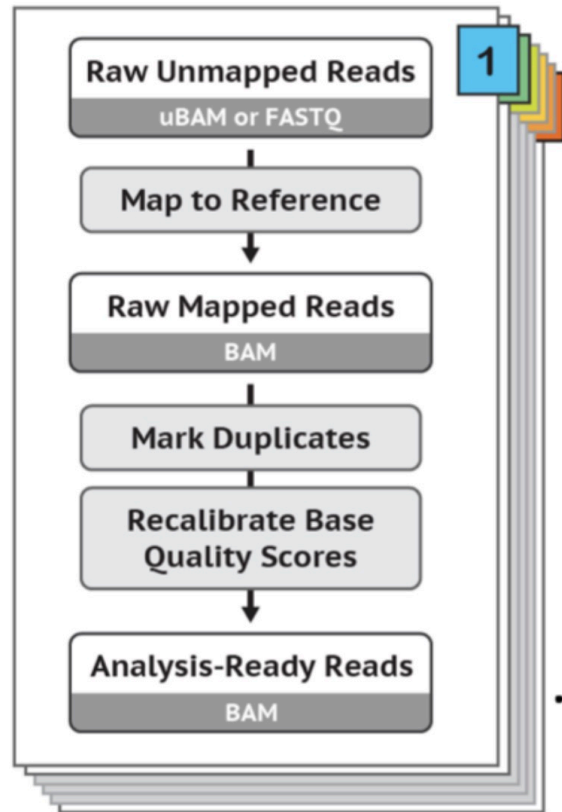 1
Raw Unmapped Reads
uBAM or FASTQ
Map to Reference
Raw Mapped Reads
BAM
Mark Duplicates
Recalibrate Base
Quality Scores
Analysis-Ready Reads
BAM